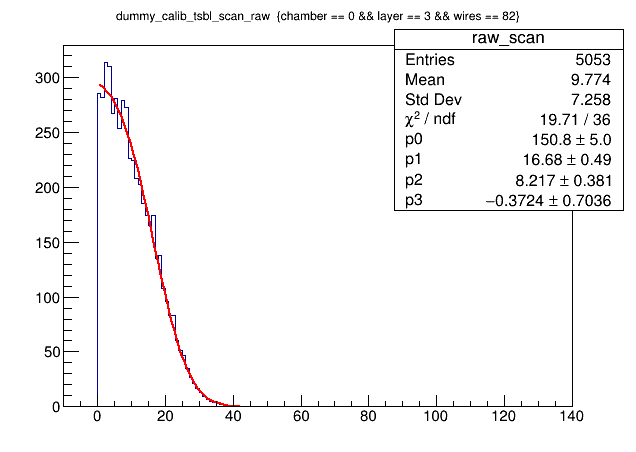 dummy_calib_tsbl_scan_raw {chamber == 0 && layer == 3 && wires == 82}
raw_scan
Entries 5053
Mean 9.774
Std Dev 7.258
χ² / ndf 19.71 / 36
p0 150.8 ± 5.0
p1 16.68 ± 0.49
p2 8.217 ± 0.381
p3 −0.3724 ± 0.7036
300
250
200
150
100
50
0
0 20 40 60 80 100 120 140